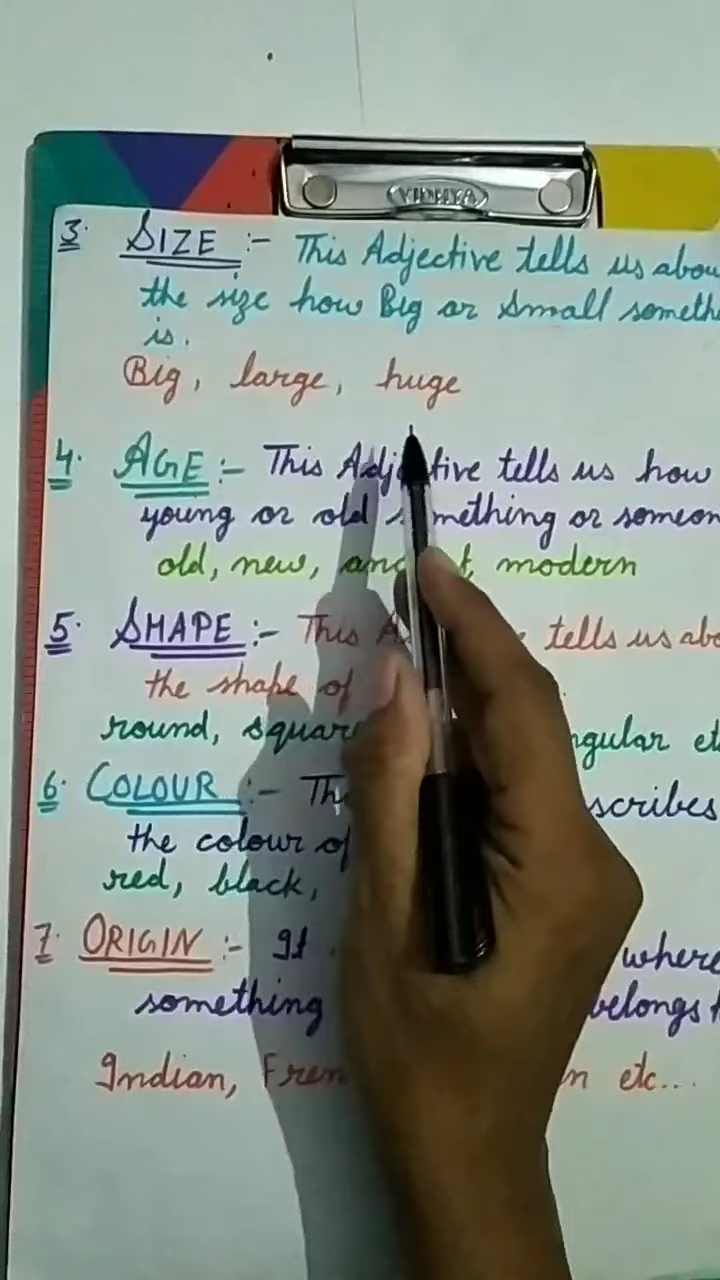 VIDHYA
3. SIZE :- This Adjective tells us abou
the size how Big or Small someth
is.
Big, large, huge
4. AGE :- This Adjective tells us how
young or old something or someon
old, new, ancient, modern
5. SHAPE :- This A tells us abo
the shape of
round, square ngular et
6. COLOUR :- Th scribes
the colour of
red, black,
7. ORIGIN :- It where
something belongs t
Indian, Fren n etc...